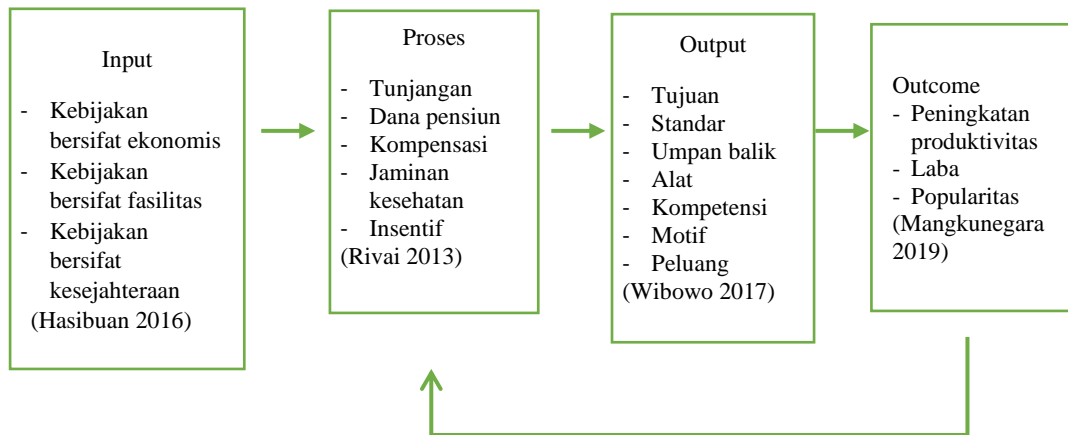 Input
- Kebijakan
bersifat ekonomis
- Kebijakan
bersifat fasilitas
- Kebijakan
bersifat
kesejahteraan
(Hasibuan 2016)
Proses
- Tunjangan
- Dana pensiun
- Kompensasi
- Jaminan
kesehatan
- Insentif
(Rivai 2013)
Output
- Tujuan
- Standar
- Umpan balik
- Alat
- Kompetensi
- Motif
- Peluang
(Wibowo 2017)
Outcome
- Peningkatan
produktivitas
- Laba
- Popularitas
(Mangkunegara
2019)